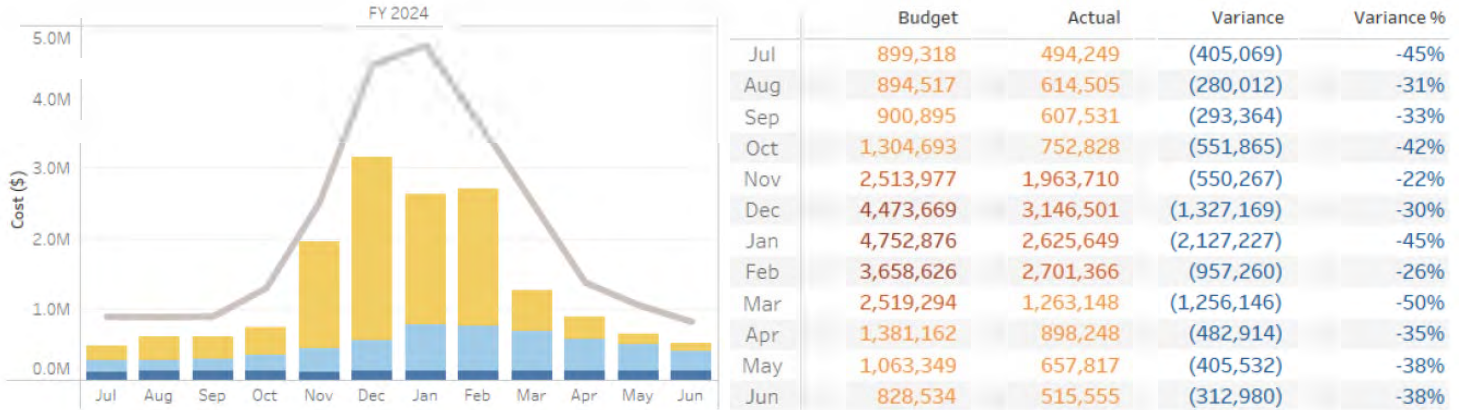 FY 2024
Cost ($)
5.0M
4.0M
3.0M
2.0M
1.0M
0.0M
Jul Aug Sep Oct Nov Dec Jan Feb Mar Apr May Jun
Budget Actual Variance Variance %
Jul 899,318 494,249 (405,069) -45%
Aug 894,517 614,505 (280,012) -31%
Sep 900,895 607,531 (293,364) -33%
Oct 1,304,693 752,828 (551,865) -42%
Nov 2,513,977 1,963,710 (550,267) -22%
Dec 4,473,669 3,146,501 (1,327,169) -30%
Jan 4,752,876 2,625,649 (2,127,227) -45%
Feb 3,658,626 2,701,366 (957,260) -26%
Mar 2,519,294 1,263,148 (1,256,146) -50%
Apr 1,381,162 898,248 (482,914) -35%
May 1,063,349 657,817 (405,532) -38%
Jun 828,534 515,555 (312,980) -38%